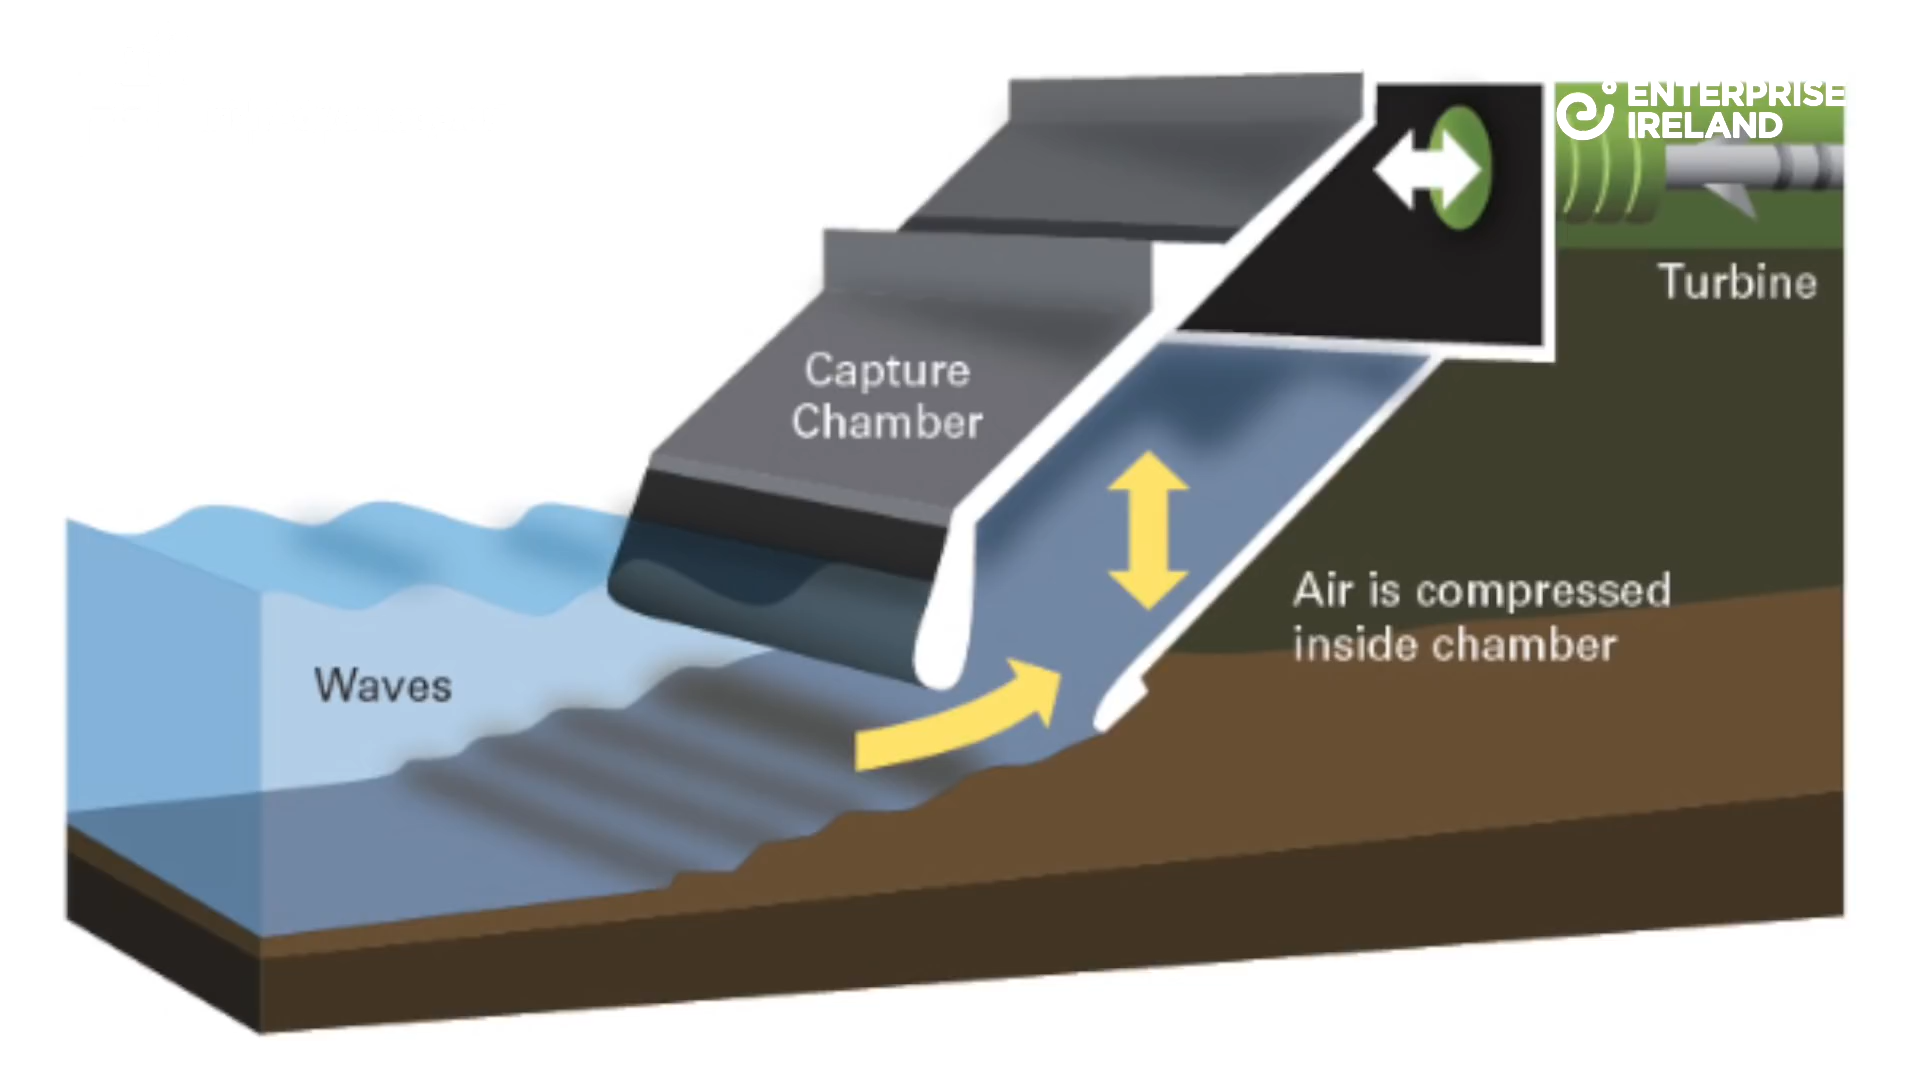 ENTERPRISE
IRELAND
Turbine
Capture
Chamber
Air is compressed
inside chamber
Waves